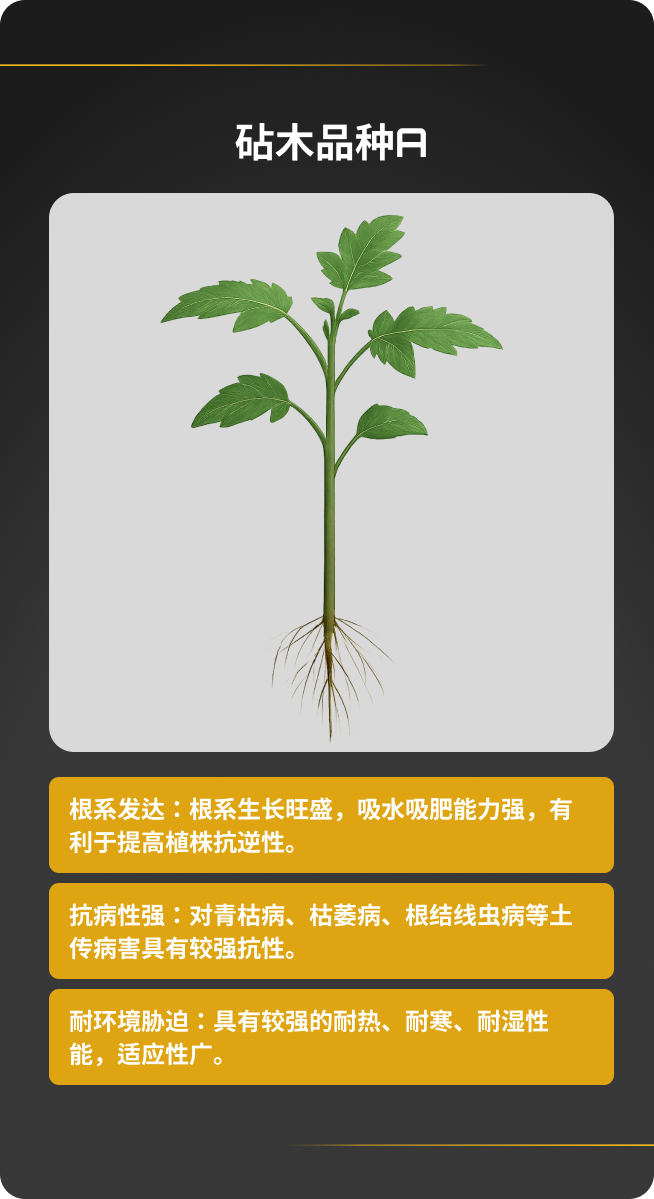 砧木品种A
根系发达：根系生长旺盛，吸水吸肥能力强，有
利于提高植株抗逆性。
抗病性强：对青枯病、枯萎病、根结线虫病等土
传病害具有较强抗性。
耐环境胁迫：具有较强的耐热、耐寒、耐湿性
能，适应性广。